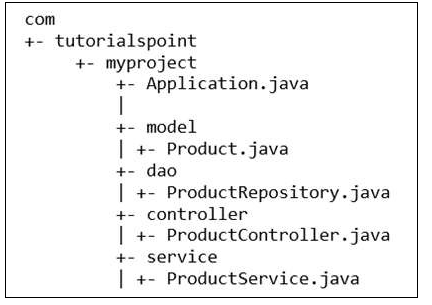 com
+- tutorialspoint
+- myproject
+- Application.java
|
+- model
| +- Product.java
+- dao
| +- ProductRepository.java
+- controller
| +- ProductController.java
+- service
| +- ProductService.java